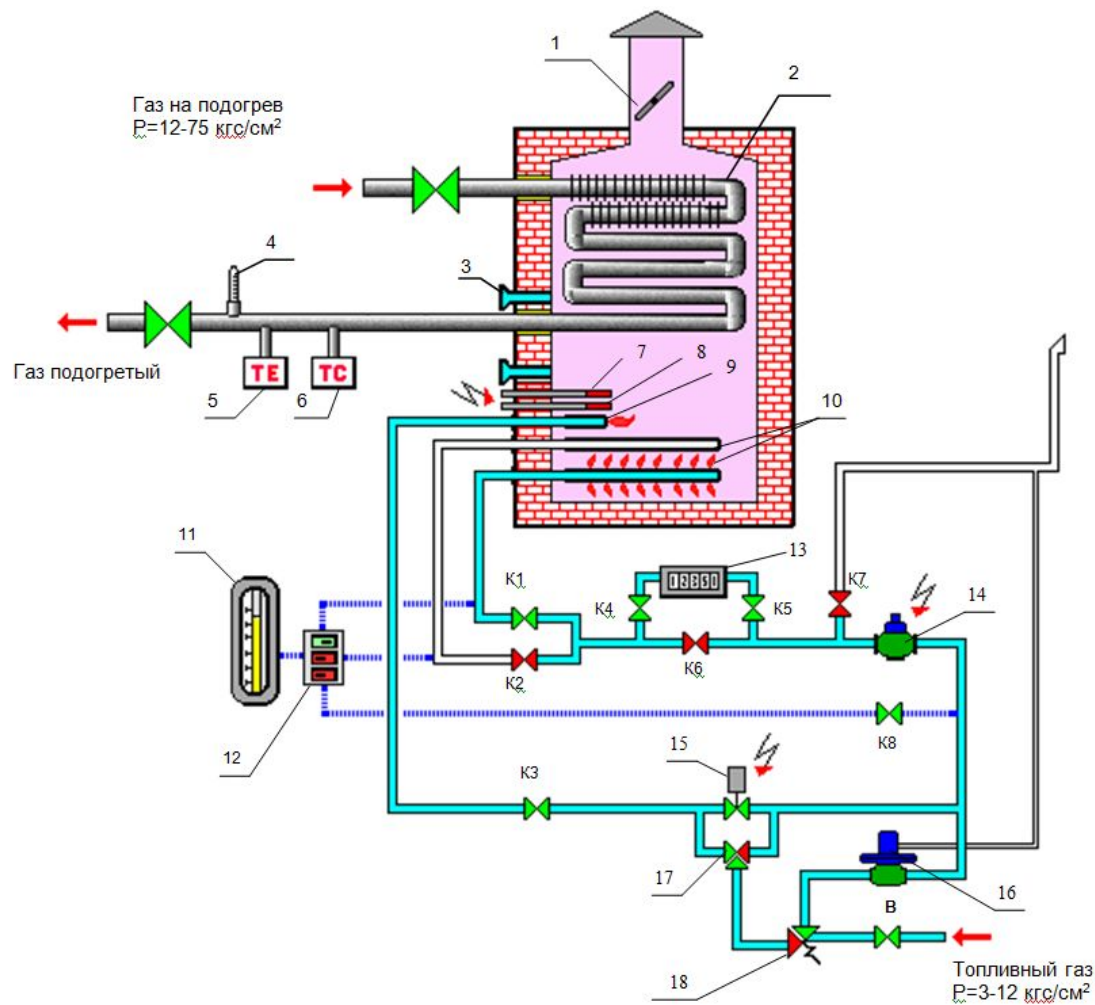 1
2
Газ на подогрев
Р=12-75 кгс/см²
4
3
Газ подогретый
TE
TC
5
6
7
8
9
10
11
13
К1
К4
К5
К7
14
К2
К6
12
К8
15
К3
17
16
В
18
Топливный газ
Р=3-12 кгс/см²
12350